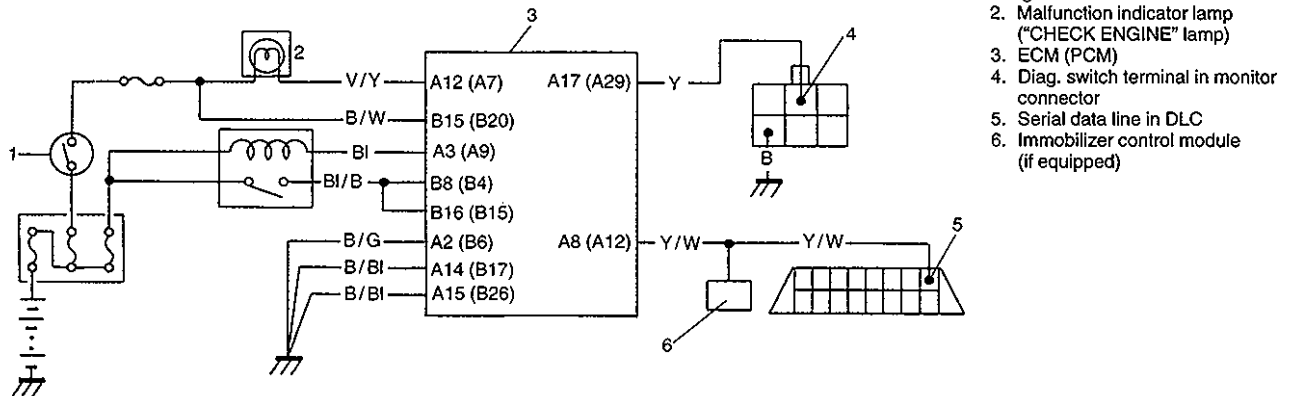 3
4
2
1
V/Y
A12 (A7)
A17 (A29)
Y
B/W
B15 (B20)
Bl
A3 (A9)
Bl/B
B8 (B4)
B16 (B15)
B
B/G
A2 (B6)
A8 (A12)
Y/W
Y/W
5
B/Bl
A14 (B17)
B/Bl
A15 (B26)
6
2. Malfunction indicator lamp
("CHECK ENGINE" lamp)
3. ECM (PCM)
4. Diag. switch terminal in monitor
connector
5. Serial data line in DLC
6. Immobilizer control module
(if equipped)